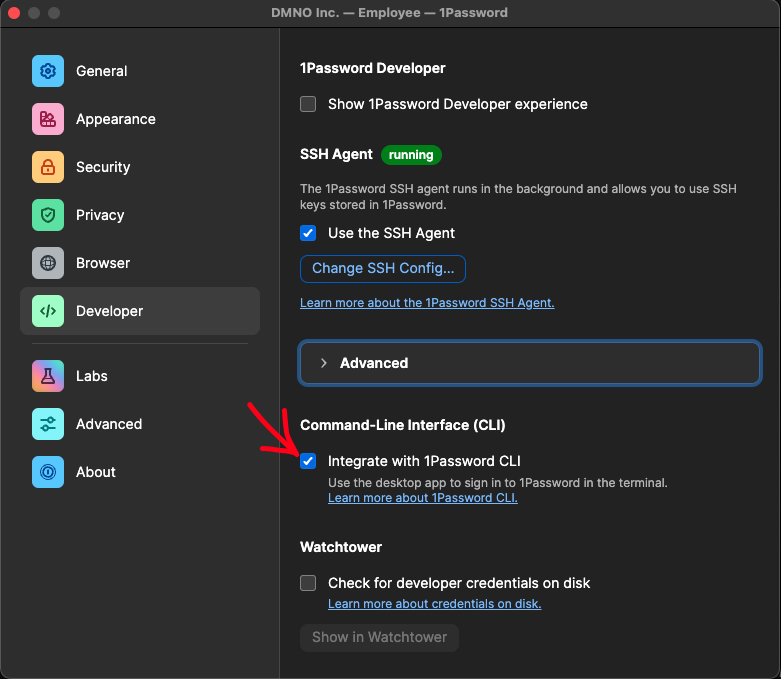 DMNO Inc. — Employee — 1Password
General
Appearance
Security
Privacy
Browser
Developer
Labs
Advanced
About
1Password Developer
Show 1Password Developer experience
SSH Agent running
The 1Password SSH agent runs in the background and allows you to use SSH
keys stored in 1Password.
Use the SSH Agent
Change SSH Config...
Learn more about the 1Password SSH Agent.
Advanced
Command-Line Interface (CLI)
Integrate with 1Password CLI
Use the desktop app to sign in to 1Password in the terminal.
Learn more about 1Password CLI.
Watchtower
Check for developer credentials on disk
Learn more about credentials on disk.
Show in Watchtower